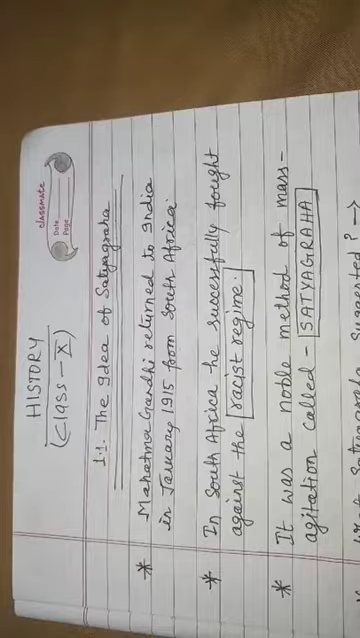 classmate
Date
Page
HISTORY
(Class - X)
1.1. The Idea of Satyagraha
* Mahatma Gandhi returned to India
in January 1915 from South Africa.
* In South Africa he successfully fought
against the racist regime.
* It was a noble method of mass-
agitation called - SATYAGRAHA
suggested? →